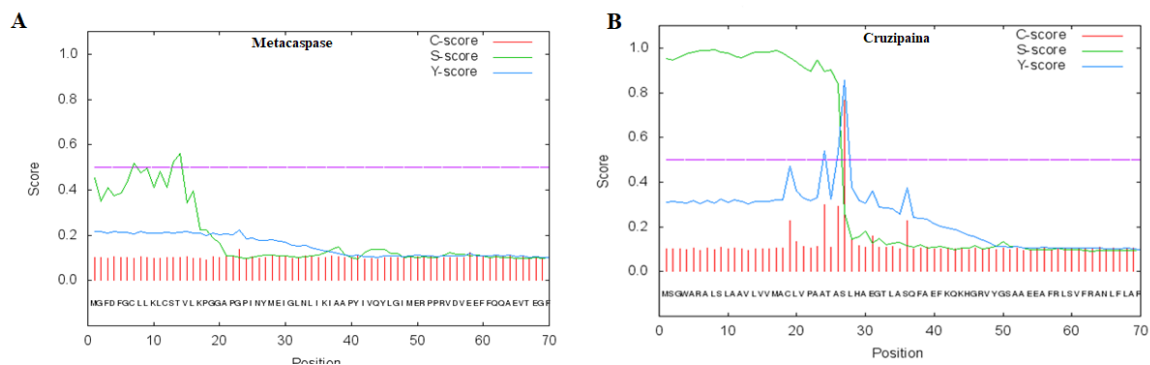 A
Metacaspase
C-score
S-score
Y-score
1.0
0.8
0.6
0.4
0.2
0.0
Score
MGFDFGCLLKLCSTVLKPGGAPGPINYMEIGLNLIKIAAPYIVQYLGIMERPPRVDVEEFFQQAEVTEGF
0 10 20 30 40 50 60 70
Position
B
Cruzipaina
C-score
S-score
Y-score
1.0
0.8
0.6
0.4
0.2
0.0
Score
MSGWARALSLAAVLVVMACLVPAATASLHAEGTLASQFAEFKQKHGRVYGSAAEEAFRLSVFRANLFLAP
0 10 20 30 40 50 60 70
Position